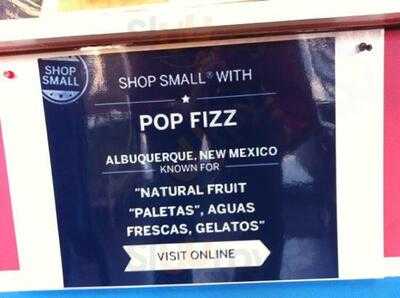 SHOP
SMALL
SHOP SMALL® WITH
POP FIZZ
ALBUQUERQUE, NEW MEXICO
KNOWN FOR
"NATURAL FRUIT
"PALETAS", AGUAS
FRESCAS, GELATOS"
VISIT ONLINE